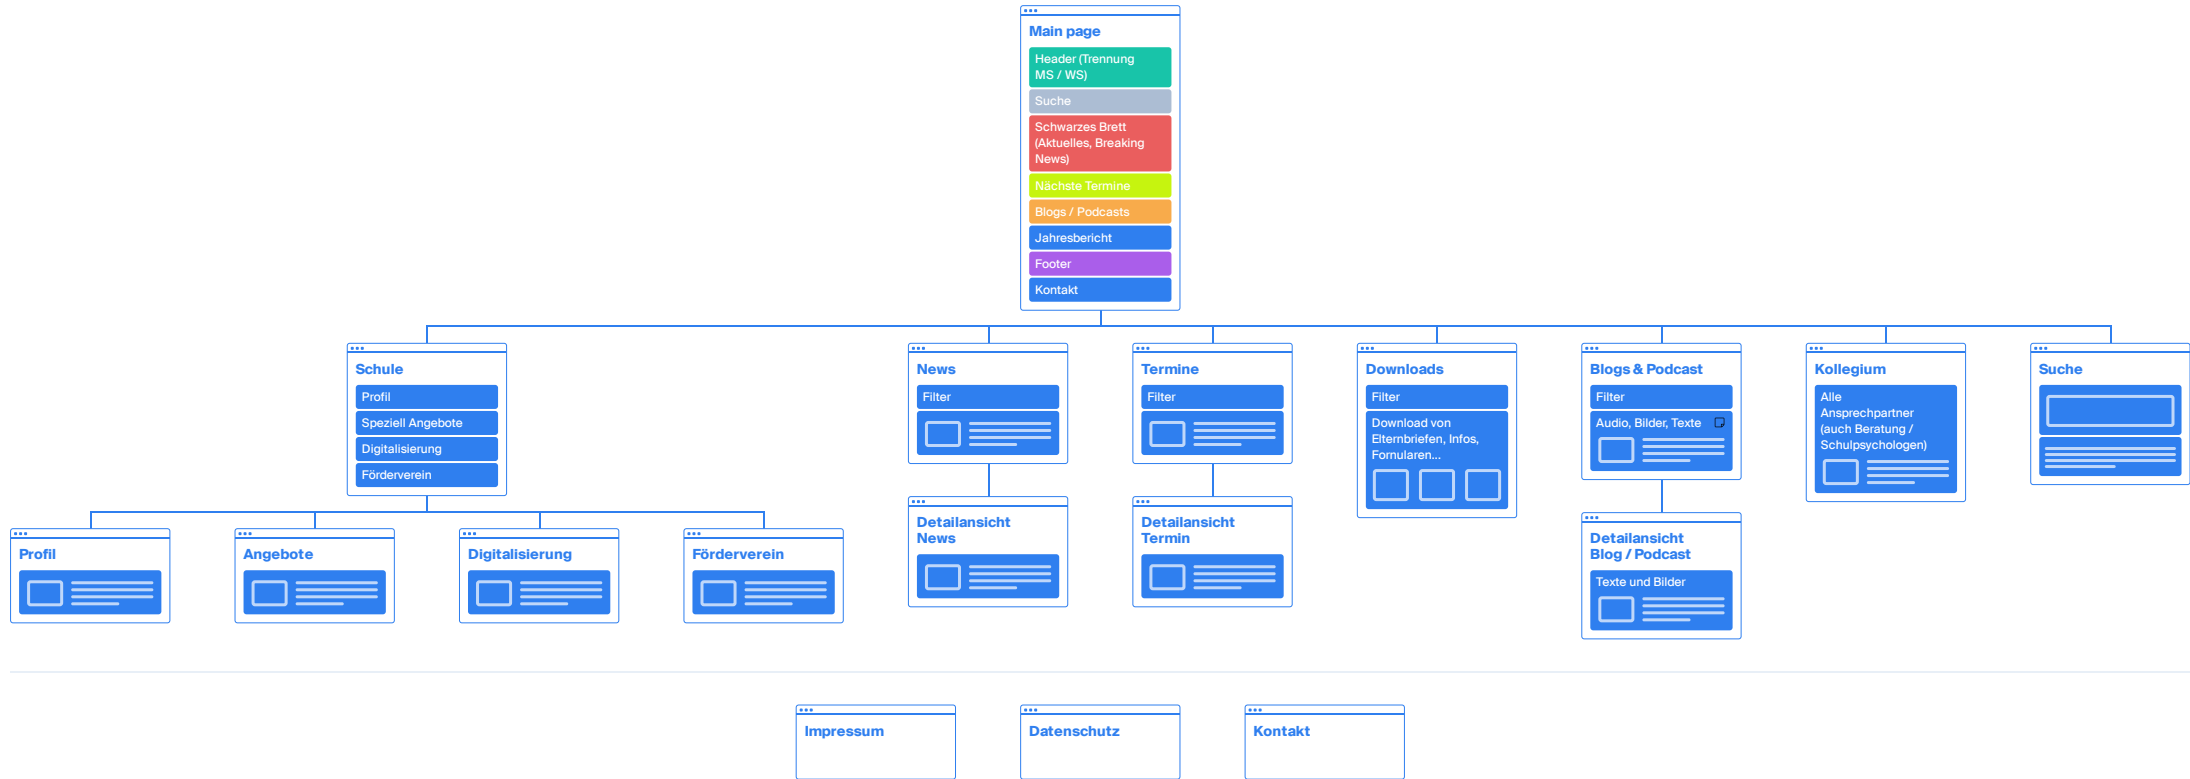 Main page
Header (Trennung
MS / WS)
Suche
Schwarzes Brett
(Aktuelles, Breaking
News)
Nächste Termine
Blogs / Podcasts
Jahresbericht
Footer
Kontakt
Schule
Profil
Speziell Angebote
Digitalisierung
Förderverein
News
Filter
Termine
Filter
Downloads
Filter
Download von
Elternbriefen, Infos,
Fornularen...
Blogs & Podcast
Filter
Audio, Bilder, Texte
Kollegium
Alle
Ansprechpartner
(auch Beratung /
Schulpsychologen)
Suche
Profil
Angebote
Digitalisierung
Förderverein
Detailansicht
News
Detailansicht
Termin
Detailansicht
Blog / Podcast
Texte und Bilder
Impressum
Datenschutz
Kontakt